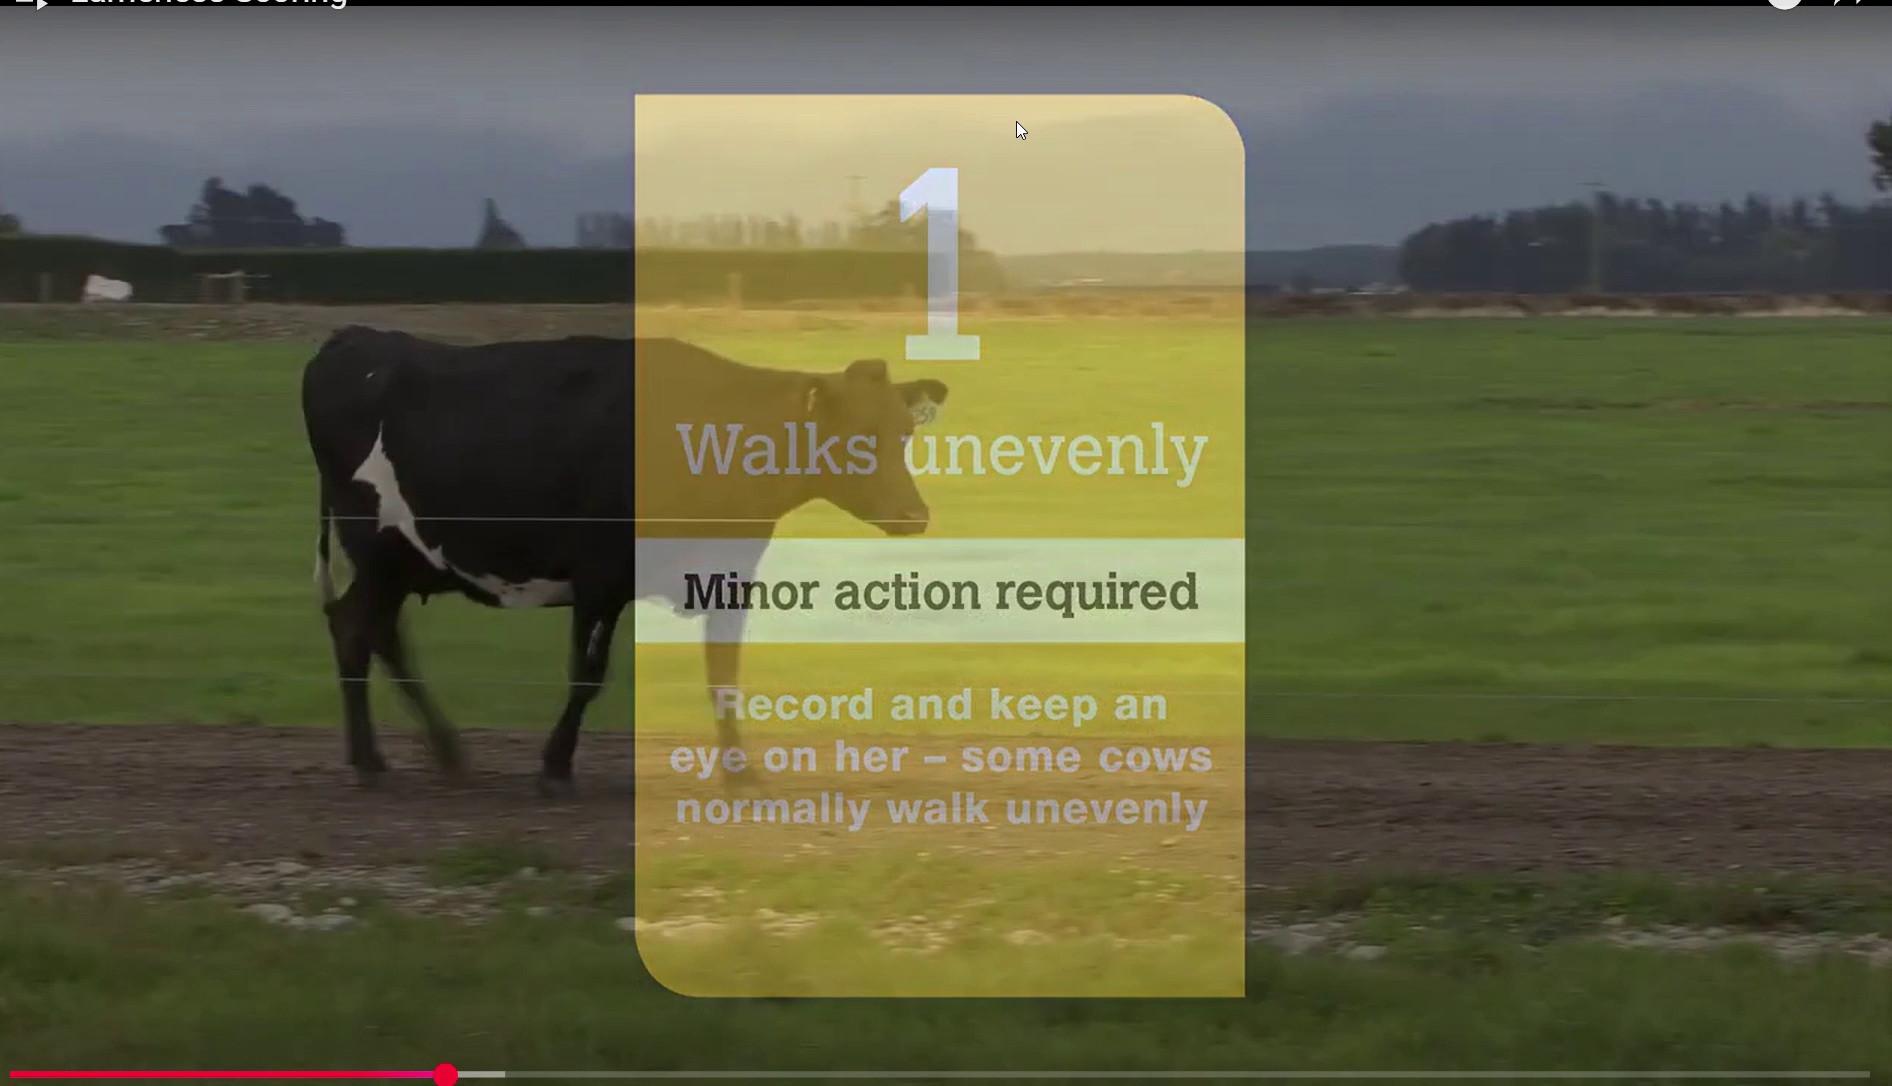 Lameness Scoring
1
Walks unevenly
Minor action required
Record and keep an
eye on her – some cows
normally walk unevenly